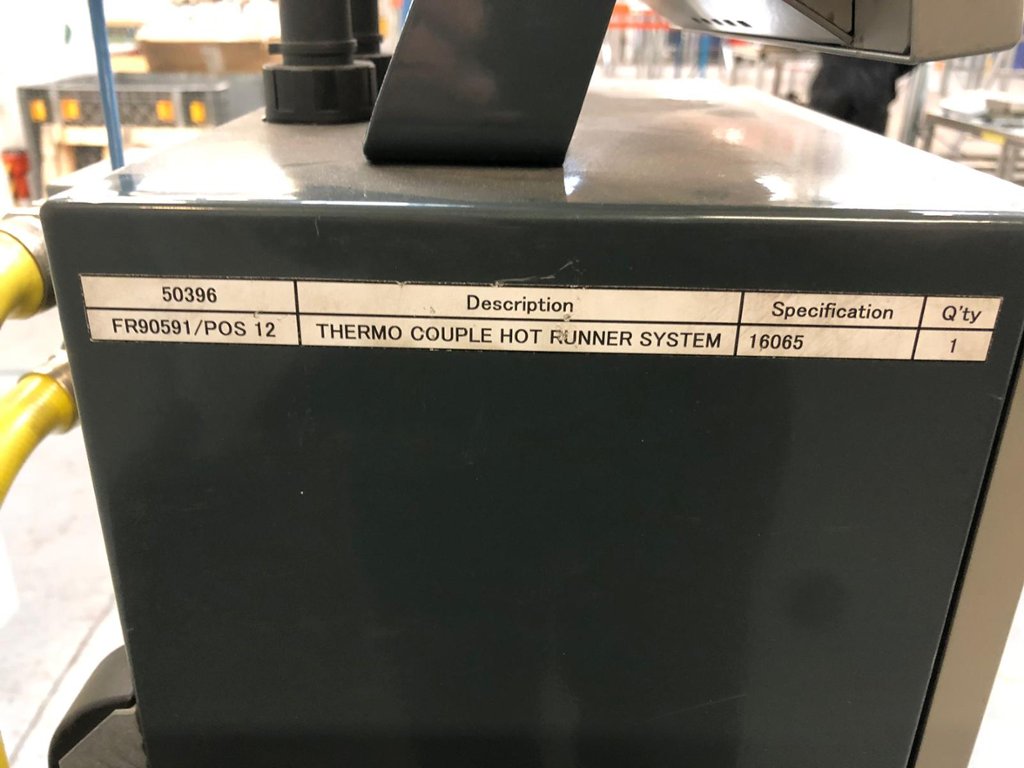 50396 Description Specification Q'ty
FR90591/POS 12 THERMO COUPLE HOT RUNNER SYSTEM 16065 1